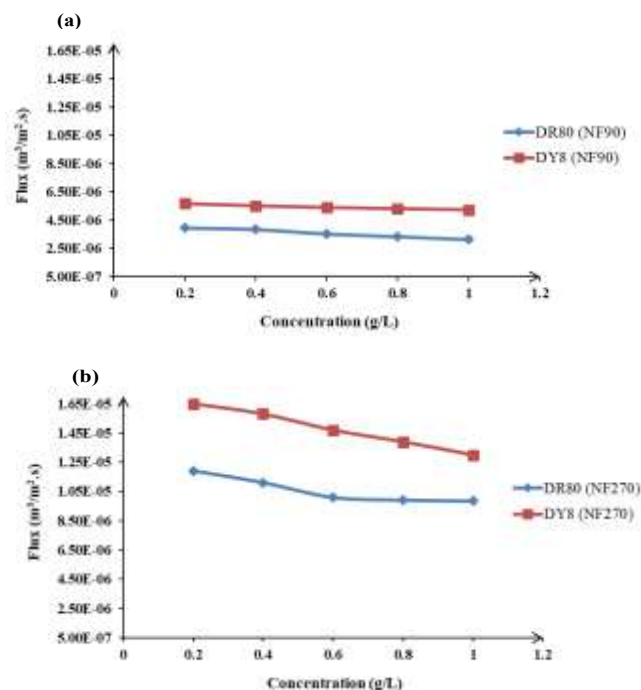 (a)
1.65E-05
1.45E-05
1.25E-05
1.05E-05
8.50E-06
6.50E-06
4.50E-06
2.50E-06
5.00E-07
Flux (m³/m².s)
0 0.2 0.4 0.6 0.8 1 1.2
Concentration (g/L)
DR80 (NF90)
DY8 (NF90)
(b)
1.65E-05
1.45E-05
1.25E-05
1.05E-05
8.50E-06
6.50E-06
4.50E-06
2.50E-06
5.00E-07
Flux (m³/m².s)
0 0.2 0.4 0.6 0.8 1 1.2
Concentration (g/L)
DR80 (NF270)
DY8 (NF270)